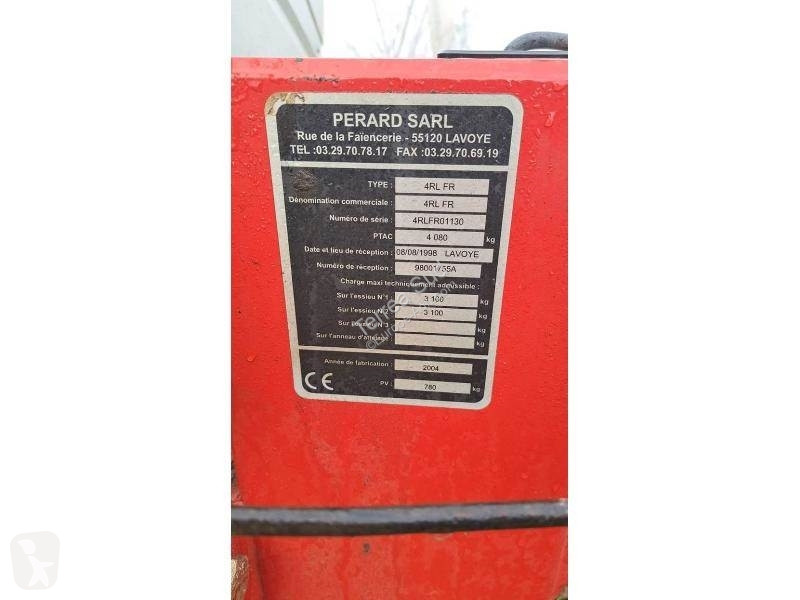 PERARD SARL
Rue de la Faïencerie - 55120 LAVOYE
TEL :03.29.70.78.17 FAX :03.29.70.69.19
TYPE : 4RL FR
Dénomination commerciale : 4RL FR
Numéro de série : 4RLFR01130
PTAC 4 080 kg
Date et lieu de réception : 08/08/1998 LAVOYE
Numéro de réception : 98001/55A
Charge maxi techniquement admissible :
Sur l'essieu N°1 : 3 100 kg
Sur l'essieu N°2 : 3 100 kg
Sur l'essieu N°3 : kg
Sur l'anneau d'attelage : kg
Année de fabrication : 2004
CE PV : 780 kg